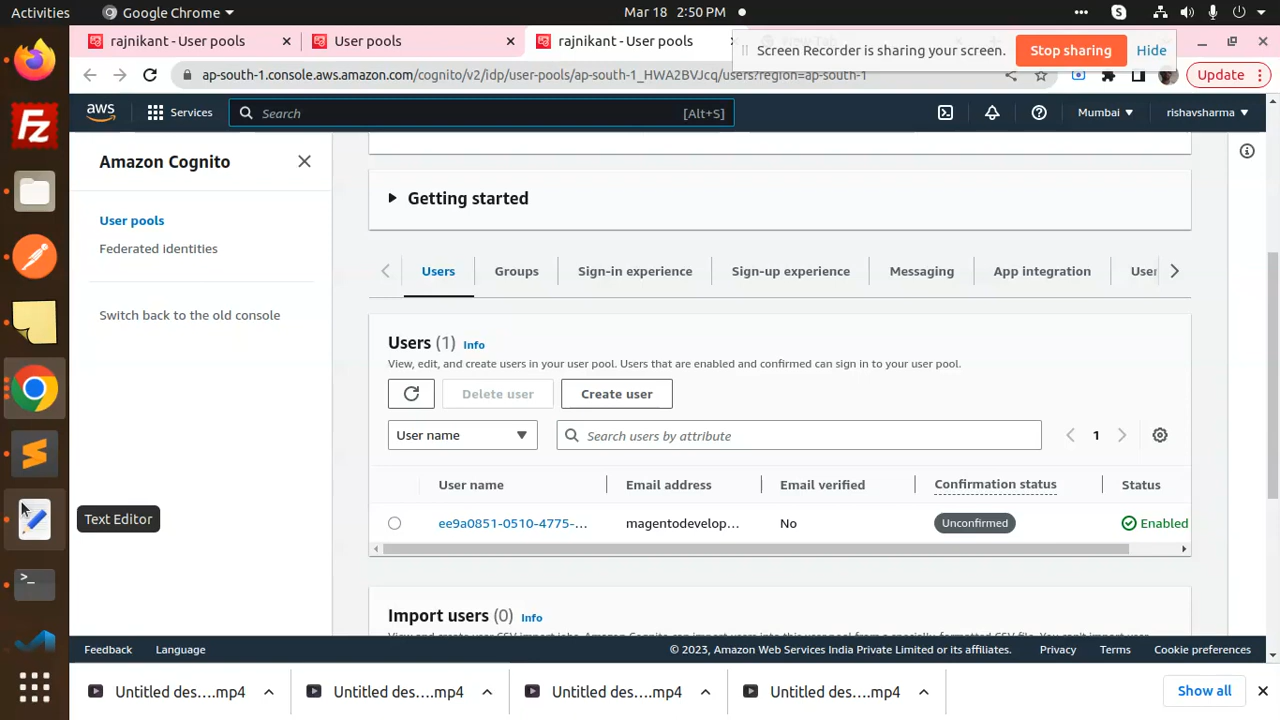 Activities
Google Chrome
Mar 18 2:50 PM
rajnikant - User pools
User pools
rajnikant - User pools
Screen Recorder is sharing your screen.
Stop sharing
Hide
ap-south-1.console.aws.amazon.com/cognito/v2/idp/user-pools/ap-south-1_HWA2BVJcq/users?region=ap-south-1
Update
aws
Services
Search
[Alt+S]
Mumbai
rishavsharma
Amazon Cognito
User pools
Federated identities
Switch back to the old console
Getting started
Users
Groups
Sign-in experience
Sign-up experience
Messaging
App integration
User
Users (1) Info
View, edit, and create users in your user pool. Users that are enabled and confirmed can sign in to your user pool.
Delete user
Create user
User name
Search users by attribute
1
User name
Email address
Email verified
Confirmation status
Status
ee9a0851-0510-4775-...
magentodevelop...
No
Unconfirmed
Enabled
Text Editor
Import users (0) Info
Feedback
Language
© 2023, Amazon Web Services India Private Limited or its affiliates.
Privacy
Terms
Cookie preferences
Untitled des....mp4
Untitled des....mp4
Untitled des....mp4
Untitled des....mp4
Show all